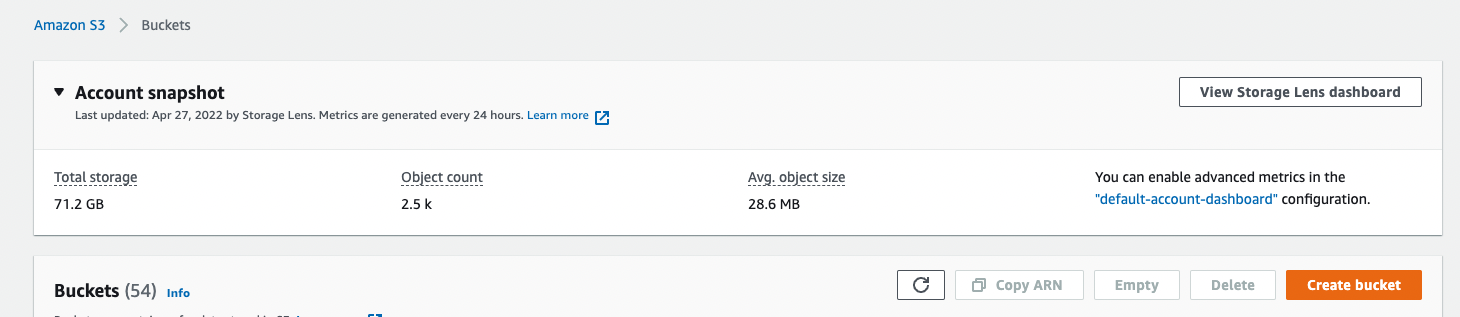 Amazon S3 > Buckets
Account snapshot
View Storage Lens dashboard
Last updated: Apr 27, 2022 by Storage Lens. Metrics are generated every 24 hours. Learn more
Total storage
Object count
Avg. object size
You can enable advanced metrics in the
71.2 GB
2.5 k
28.6 MB
"default-account-dashboard" configuration.
Buckets (54) Info
Copy ARN
Empty
Delete
Create bucket